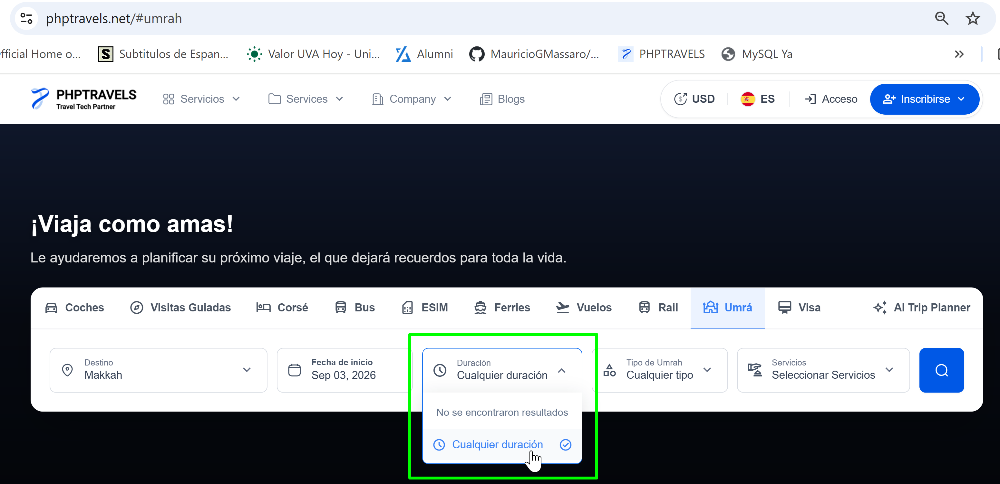 phptravels.net/#umrah
fficial Home o...
Subtitulos de Espan...
Valor UVA Hoy - Uni...
Alumni
MauricioGMassaro/...
PHPTRAVELS
MySQL Ya
PHPTRAVELS
Travel Tech Partner
Servicios
Services
Company
Blogs
USD
ES
Acceso
Inscribirse
¡Viaja como amas!
Le ayudaremos a planificar su próximo viaje, el que dejará recuerdos para toda la vida.
Coches
Visitas Guiadas
Corsé
Bus
ESIM
Ferries
Vuelos
Rail
Umrá
Visa
AI Trip Planner
Destino
Makkah
Fecha de inicio
Sep 03, 2026
Duración
Cualquier duración
Tipo de Umrah
Cualquier tipo
Servicios
Seleccionar Servicios
No se encontraron resultados
Cualquier duración